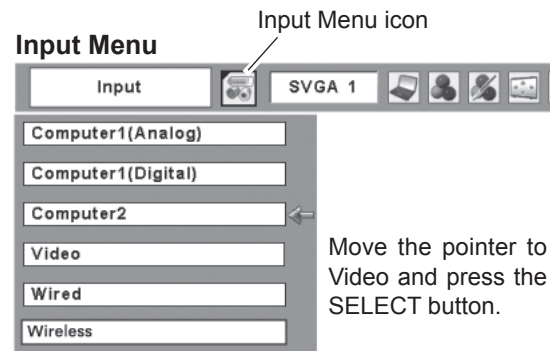 Input Menu icon
Input Menu
Input SVGA 1
Computer1(Analog)
Computer1(Digital)
Computer2
Video
Wired
Wireless
Move the pointer to
Video and press the
SELECT button.